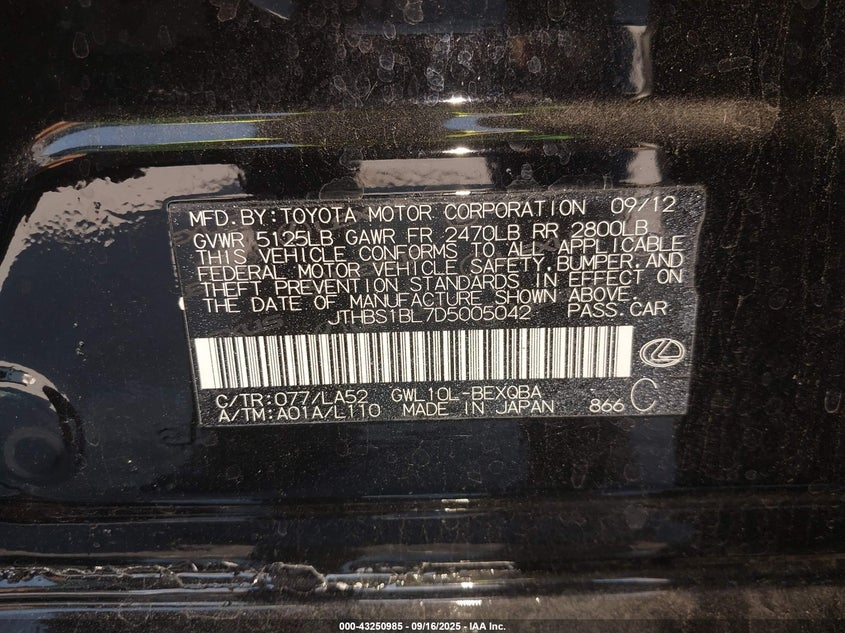 MFD.BY:TOYOTA MOTOR CORPORATION 09/12
GVWR 5125LB GAWR FR 2470LB RR 2800LB
THIS VEHICLE CONFORMS TO ALL APPLICABLE
FEDERAL MOTOR VEHICLE SAFETY,BUMPER,AND
THEFT PREVENTION STANDARDS IN EFFECT ON
THE DATE OF MANUFACTURE SHOWN ABOVE.
JTHBS1BL7D5005042 PASS.CAR
C/TR:077/LA52 GWL10L-BEXQBA C
A/TM:A01A/L110 MADE IN JAPAN 866
000-43250985 - 09/16/2025 - IAA Inc.